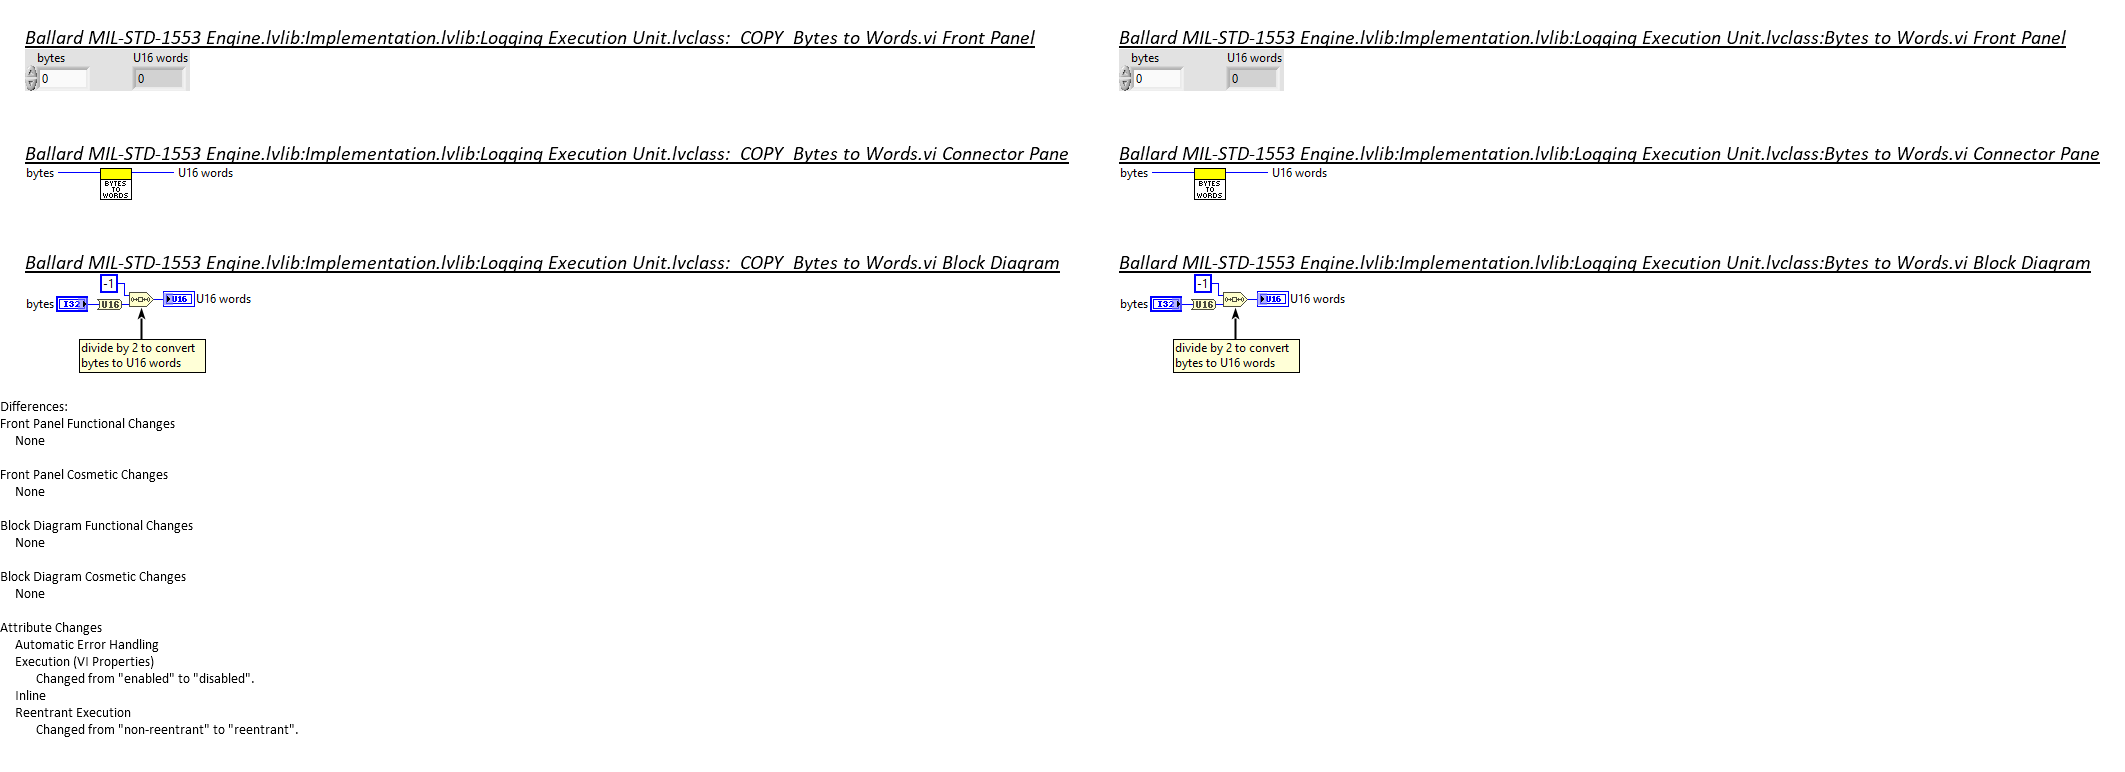 Ballard MIL-STD-1553 Engine.lvlib:Implementation.lvlib:Logging Execution Unit.lvclass:_COPY_Bytes to Words.vi Front Panel
bytes U16 words
0 0
Ballard MIL-STD-1553 Engine.lvlib:Implementation.lvlib:Logging Execution Unit.lvclass:_COPY_Bytes to Words.vi Connector Pane
bytes U16 words
BYTES
TO
WORDS
Ballard MIL-STD-1553 Engine.lvlib:Implementation.lvlib:Logging Execution Unit.lvclass:_COPY_Bytes to Words.vi Block Diagram
-1
bytes I32 U16 U16 U16 words
divide by 2 to convert
bytes to U16 words
Ballard MIL-STD-1553 Engine.lvlib:Implementation.lvlib:Logging Execution Unit.lvclass:Bytes to Words.vi Front Panel
bytes U16 words
0 0
Ballard MIL-STD-1553 Engine.lvlib:Implementation.lvlib:Logging Execution Unit.lvclass:Bytes to Words.vi Connector Pane
bytes U16 words
BYTES
TO
WORDS
Ballard MIL-STD-1553 Engine.lvlib:Implementation.lvlib:Logging Execution Unit.lvclass:Bytes to Words.vi Block Diagram
-1
bytes I32 U16 U16 U16 words
divide by 2 to convert
bytes to U16 words
Differences:
Front Panel Functional Changes
None
Front Panel Cosmetic Changes
None
Block Diagram Functional Changes
None
Block Diagram Cosmetic Changes
None
Attribute Changes
Automatic Error Handling
Execution (VI Properties)
Changed from "enabled" to "disabled".
Inline
Reentrant Execution
Changed from "non-reentrant" to "reentrant".